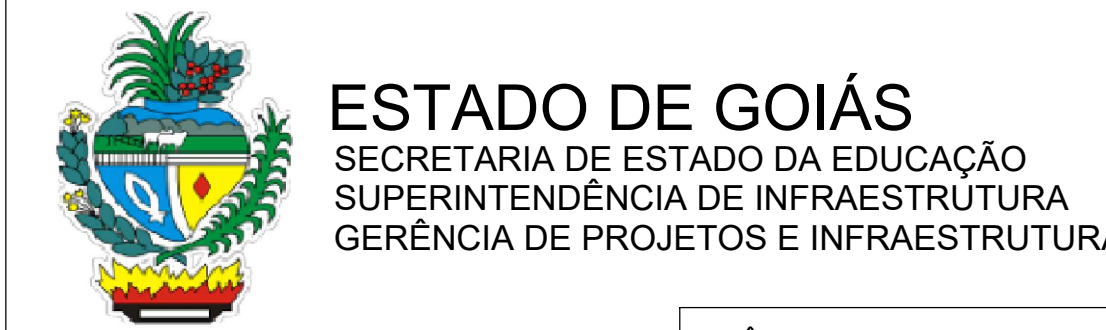 ESTADO DE GOIÁS
SECRETARIA DE ESTADO DA EDUCAÇÃO
SUPERINTENDÊNCIA DE INFRAESTRUTURA
GERÊNCIA DE PROJETOS E INFRAESTRUTURA